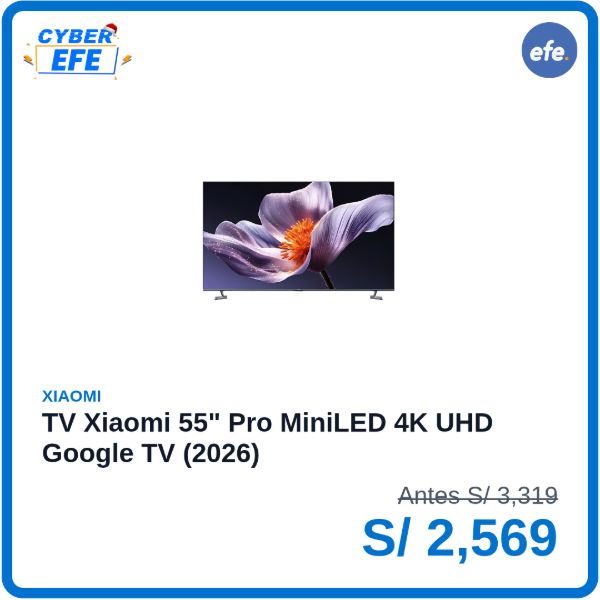 CYBER
EFE
efe.
XIAOMI
TV Xiaomi 55" Pro MiniLED 4K UHD
Google TV (2026)
Antes S/ 3,319
S/ 2,569